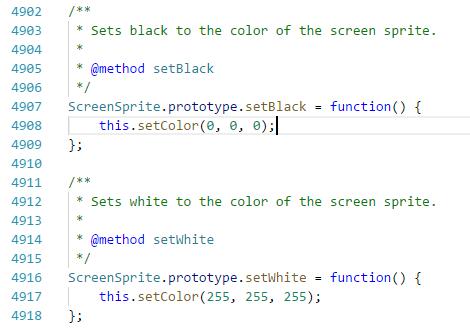 4902 /**
4903  * Sets black to the color of the screen sprite.
4904  *
4905  * @method setBlack
4906  */
4907 ScreenSprite.prototype.setBlack = function() {
4908     this.setColor(0, 0, 0);
4909 };
4910
4911 /**
4912  * Sets white to the color of the screen sprite.
4913  *
4914  * @method setWhite
4915  */
4916 ScreenSprite.prototype.setWhite = function() {
4917     this.setColor(255, 255, 255);
4918 };